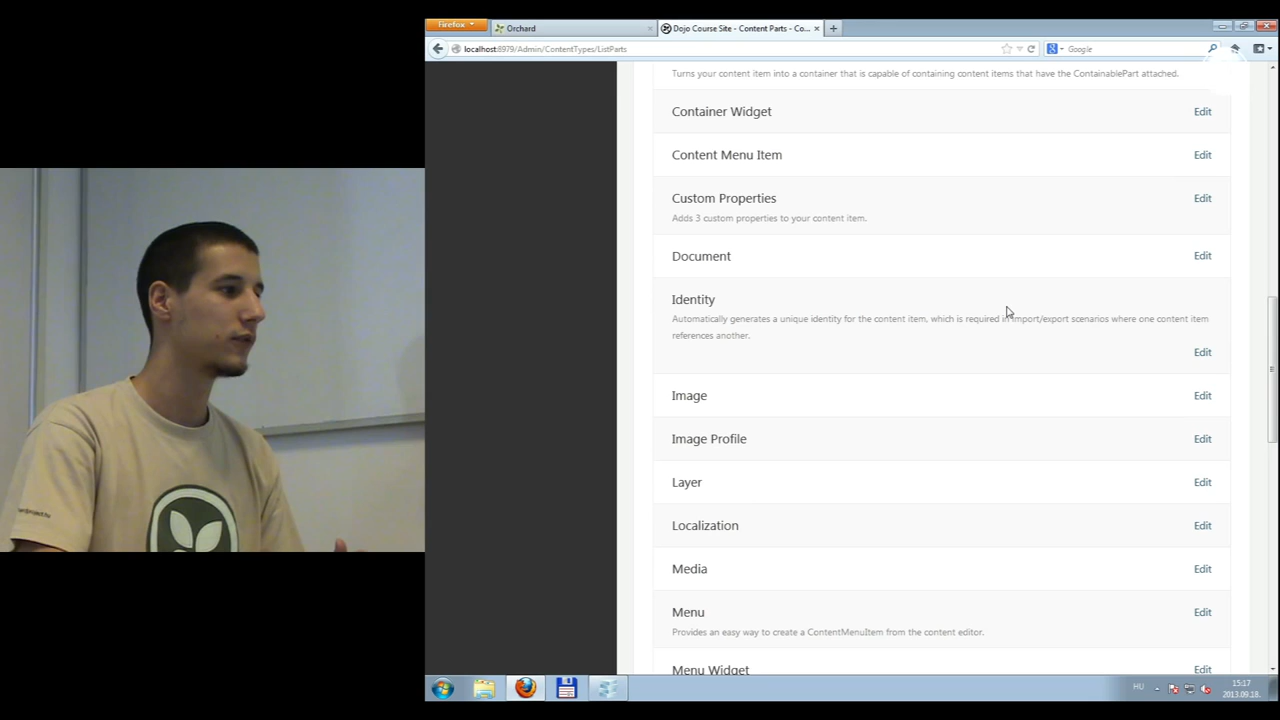 Firefox
Orchard
Dojo Course Site - Content Parts - Co...
localhost:8979/Admin/ContentTypes/ListParts
Google
Turns your content item into a container that is capable of containing content items that have the ContainablePart attached.
Container Widget
Edit
Content Menu Item
Edit
Custom Properties
Edit
Adds 3 custom properties to your content item.
Document
Edit
Identity
Automatically generates a unique identity for the content item, which is required in import/export scenarios where one content item
references another.
Edit
Image
Edit
Image Profile
Edit
Layer
Edit
Localization
Edit
Media
Edit
Menu
Edit
Provides an easy way to create a ContentMenuItem from the content editor.
Menu Widget
Edit
HU
15:17
2013.09.18.